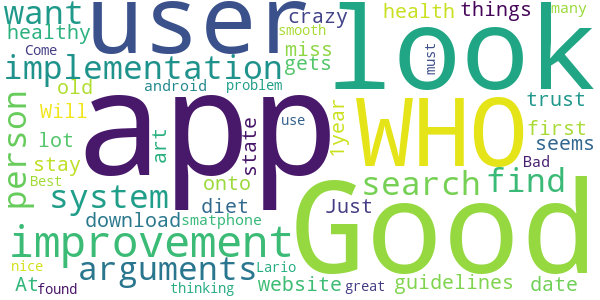 want
user
look
crazy
health
things
many
healthy
Come
smooth
miss
gets
must
implementation
old
android
problem
app
WHO
trust
person
Will
lot
art
state
use
1year
first
seems
stay
onto
search
find
Bad
system
diet
Just
Good
download
smatphone
improvement
arguments
website
guidelines
date
Best
nice
Lario
At
found
thinking
great